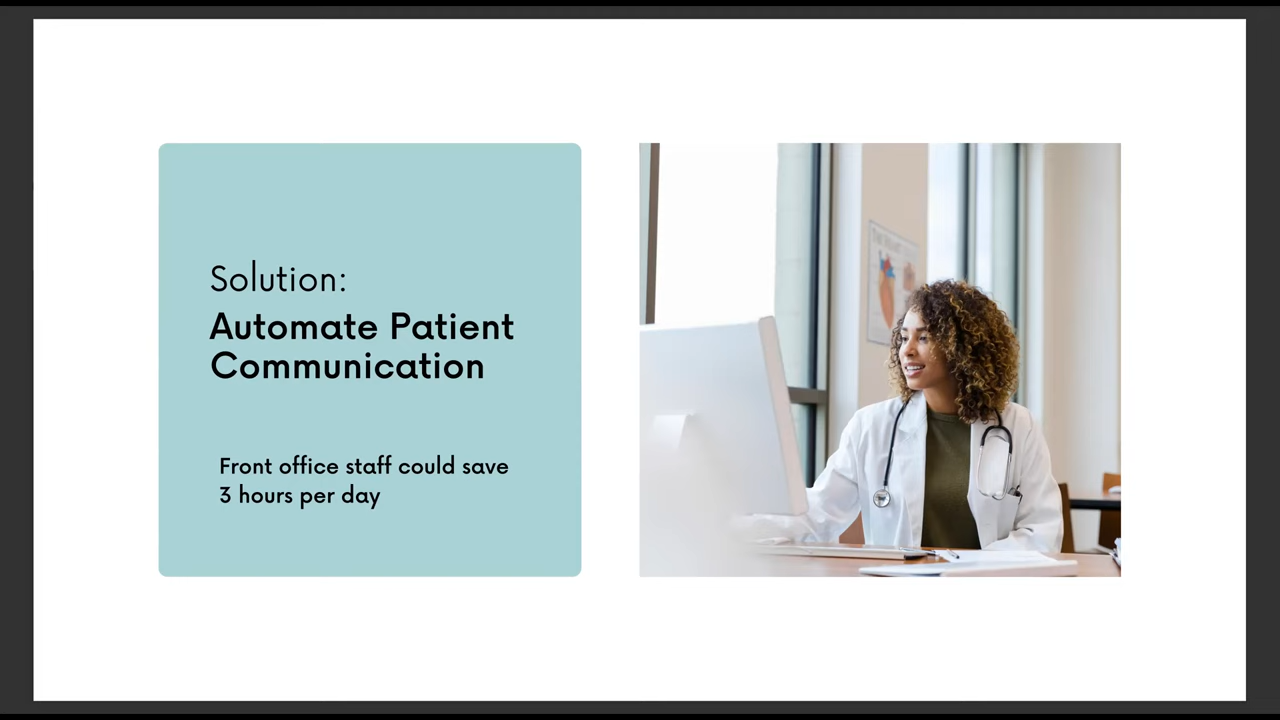 Solution:
Automate Patient
Communication
Front office staff could save
3 hours per day